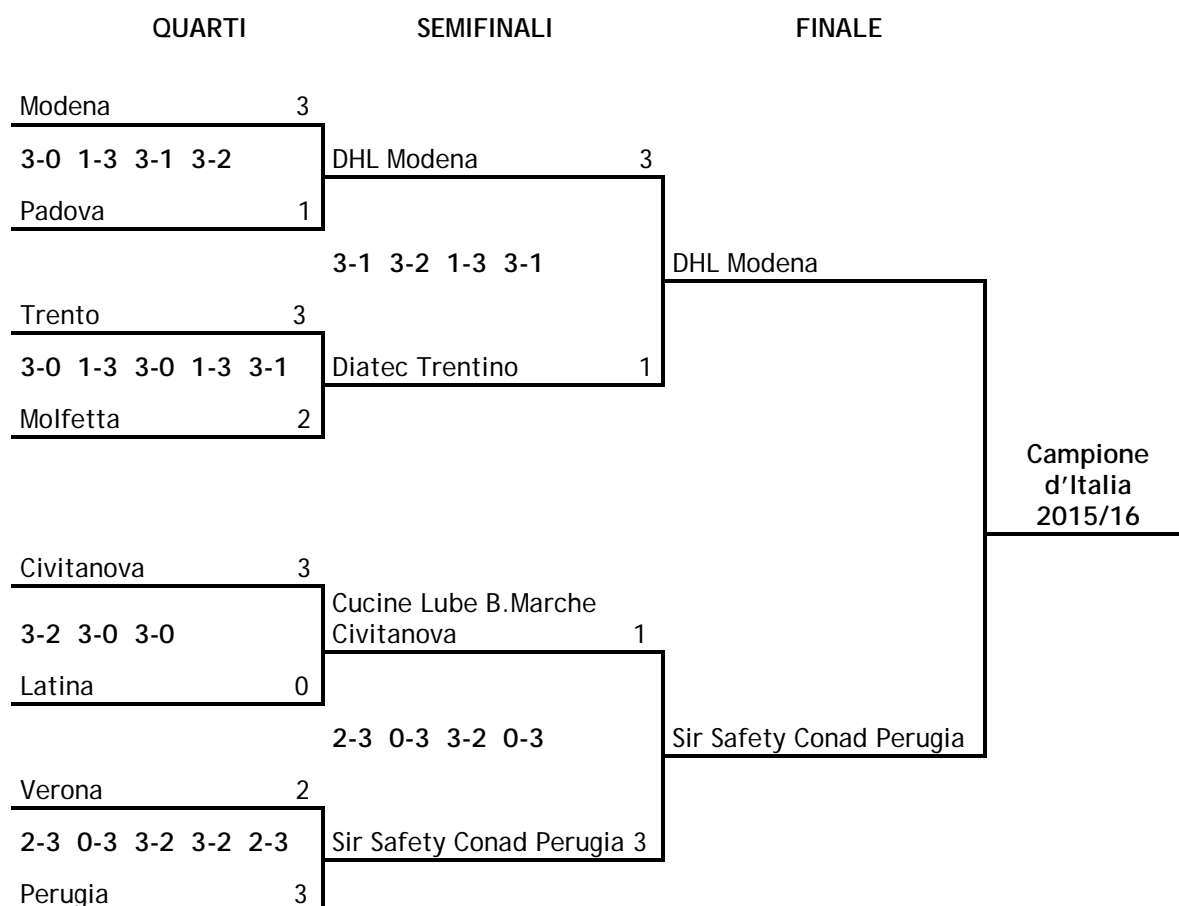 QUARTI SEMIFINALI FINALE
Modena 3
3-0 1-3 3-1 3-2
DHL Modena 3
Padova 1
3-1 3-2 1-3 3-1
DHL Modena
Trento 3
3-0 1-3 3-0 1-3 3-1
Diatec Trentino 1
Molfetta 2
Campione
d'Italia
2015/16
Civitanova 3
Cucine Lube B.Marche
3-2 3-0 3-0
Civitanova 1
Latina 0
2-3 0-3 3-2 0-3
Sir Safety Conad Perugia
Verona 2
2-3 0-3 3-2 3-2 2-3
Sir Safety Conad Perugia 3
Perugia 3